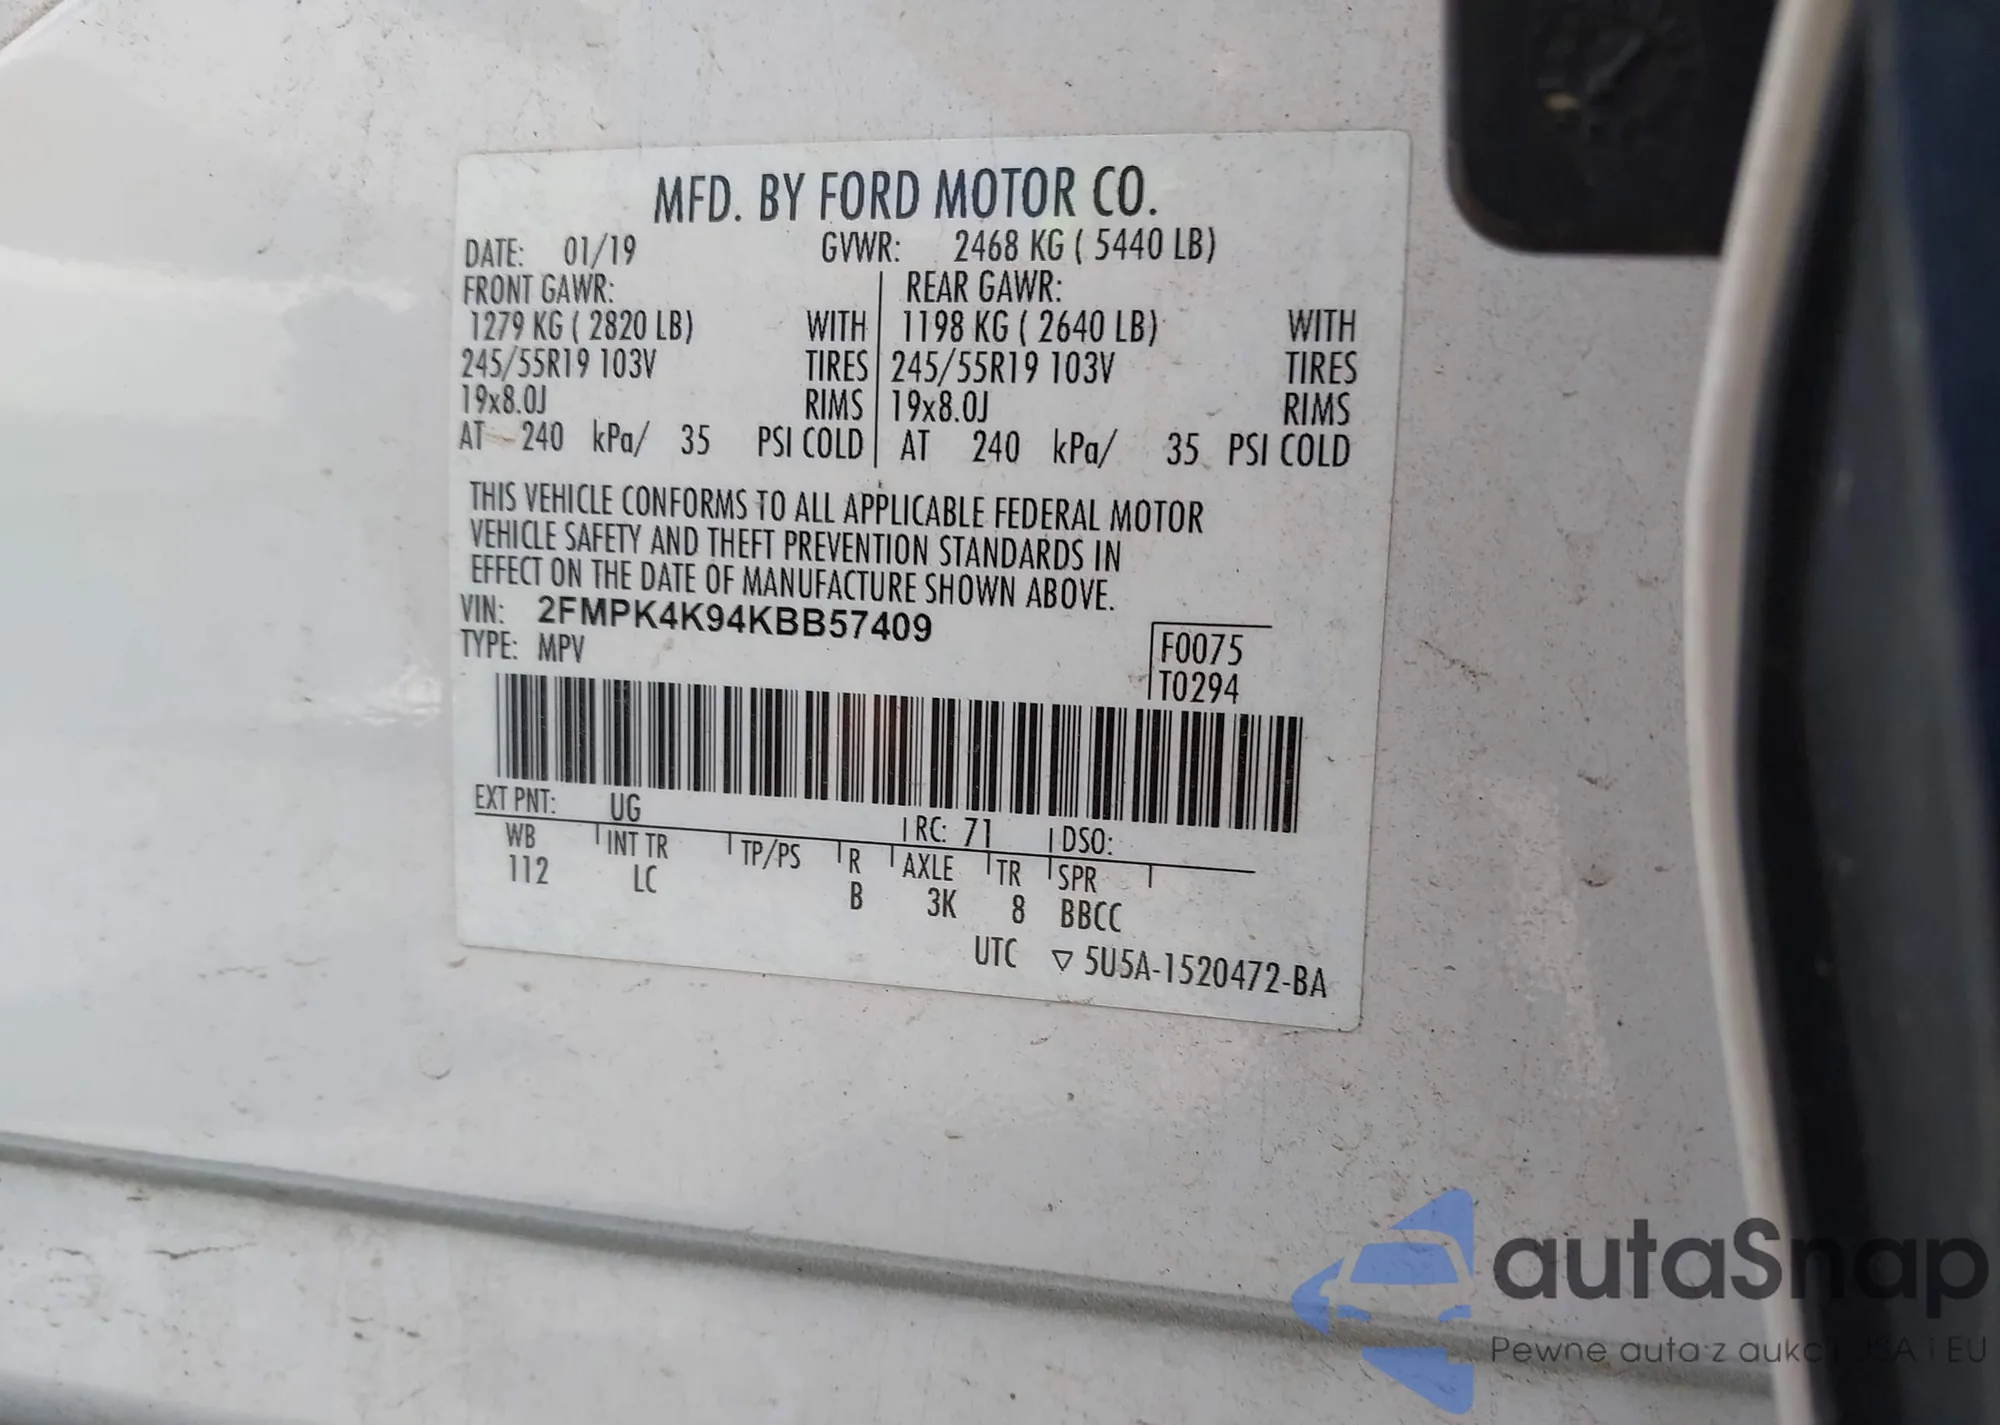 MFD. BY FORD MOTOR CO.
DATE: 01/19 GVWR: 2468 KG ( 5440 LB)
FRONT GAWR: REAR GAWR:
1279 KG ( 2820 LB) WITH 1198 KG ( 2640 LB) WITH
245/55R19 103V TIRES 245/55R19 103V TIRES
19x8.0J RIMS 19x8.0J RIMS
AT 240 kPa/ 35 PSI COLD AT 240 kPa/ 35 PSI COLD
THIS VEHICLE CONFORMS TO ALL APPLICABLE FEDERAL MOTOR
VEHICLE SAFETY AND THEFT PREVENTION STANDARDS IN
EFFECT ON THE DATE OF MANUFACTURE SHOWN ABOVE.
VIN: 2FMPK4K94KBB57409
TYPE: MPV F0075
T0294
EXT PNT: UG RC: 71 DSO:
WB INT TR TP/PS R AXLE TR SPR
112 LC B 3K 8 BBCC
UTC ▽ 5U5A-1520472-BA
autaSnap
Pewne auta z aukcji USA i EU